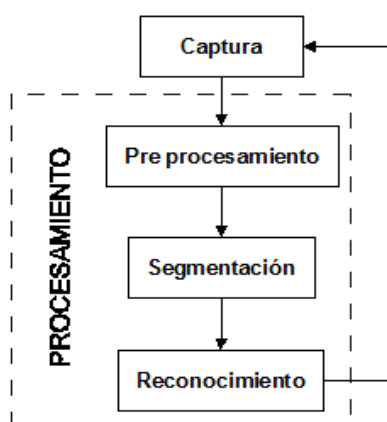 Captura
Pre procesamiento
PROCESAMIENTO
Segmentación
Reconocimiento